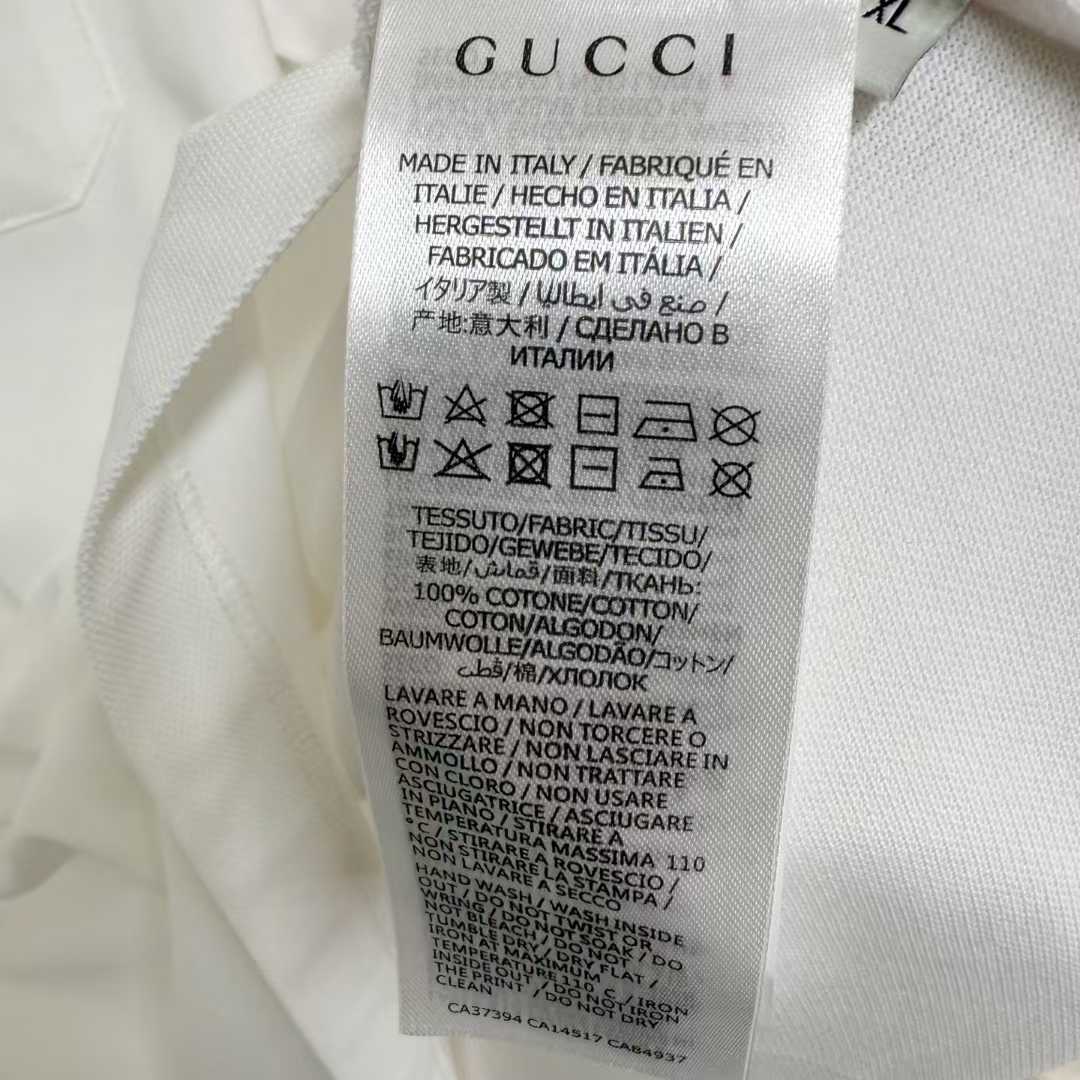 XL
GUCCI
MADE IN ITALY / FABRIQUÉ EN
ITALIE / HECHO EN ITALIA /
HERGESTELLT IN ITALIEN /
FABRICADO EM ITÁLIA /
イタリア製 / صنع في ايطاليا /
产地:意大利 / СДЕЛАНО В
ИТАЛИИ
TESSUTO/FABRIC/TISSU/
TEJIDO/GEWEBE/TECIDO/
表地/قماش/面料/ТКАНЬ:
100% COTONE/COTTON/
COTON/ALGODON/
BAUMWOLLE/ALGODÃO/コットン/
قطن/棉/ХЛОЛОК
LAVARE A MANO / LAVARE A
ROVESCIO / NON TORCERE O
STRIZZARE / NON LASCIARE IN
AMMOLLO / NON TRATTARE
CON CLORO / NON USARE
ASCIUGATRICE / ASCIUGARE
IN PIANO / STIRARE A
TEMPERATURA MASSIMA 110
°C / STIRARE A ROVESCIO /
NON STIRARE LA STAMPA /
NON LAVARE A SECCO
HAND WASH / WASH INSIDE
OUT / DO NOT TWIST OR
WRING / DO NOT SOAK / DO
NOT BLEACH / DO NOT
TUMBLE DRY / DRY FLAT /
IRON AT MAXIMUM
TEMPERATURE 110 C / IRON
INSIDE OUT / DO NOT IRON
THE PRINT / DO NOT DRY
CLEAN
CA37394 CA14517 CA84937